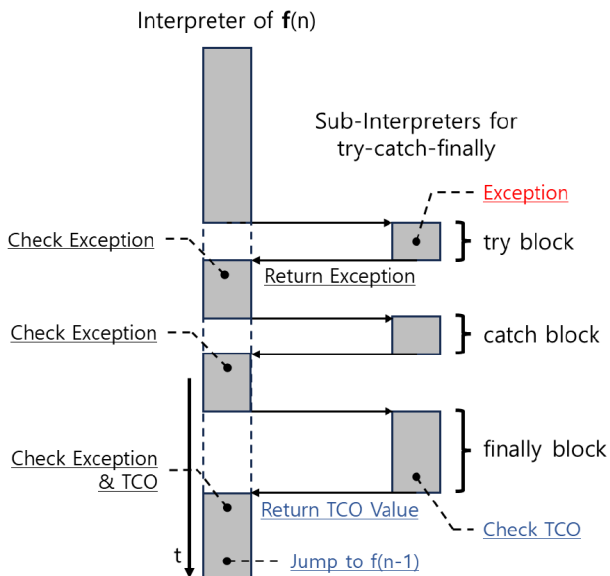 Interpreter of f(n)
Sub-Interpreters for
try-catch-finally
Exception
Check Exception
try block
Return Exception
Check Exception
catch block
Check Exception
& TCO
finally block
Return TCO Value
Check TCO
t
Jump to f(n-1)